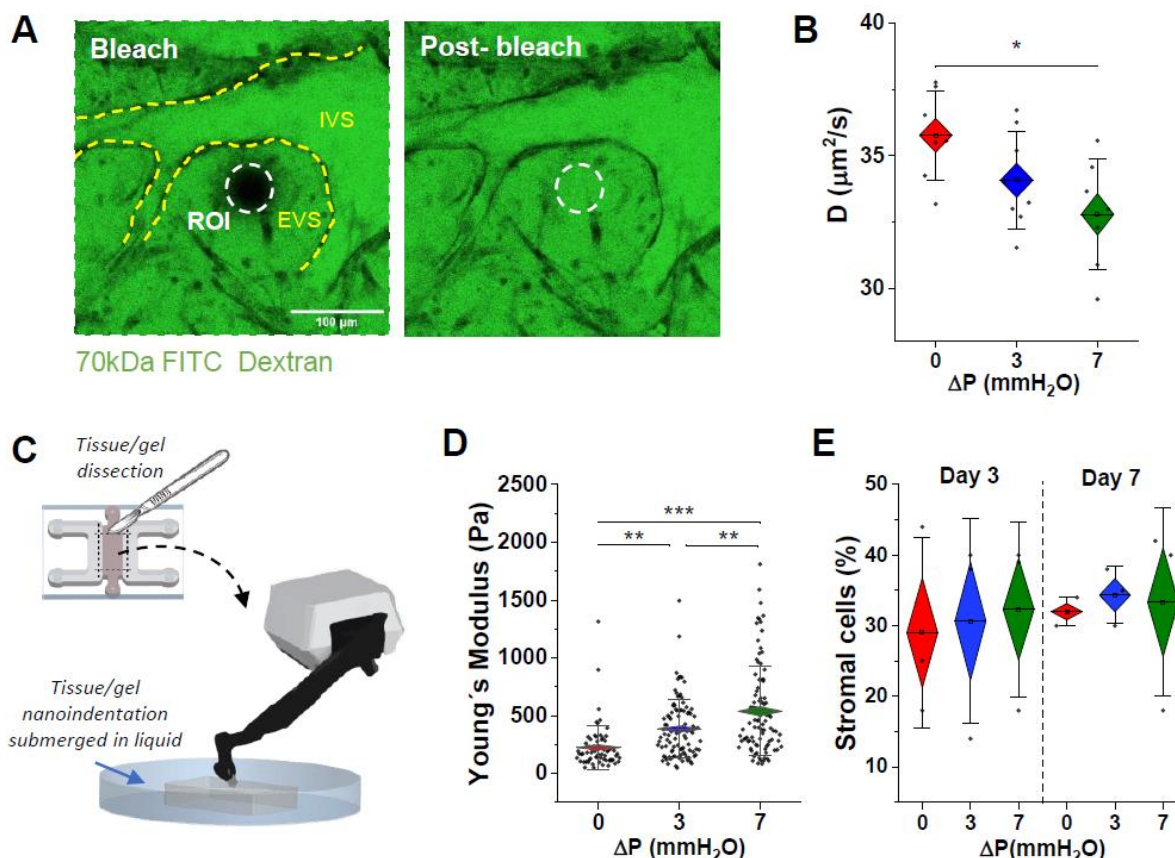 A
Bleach
IVS
ROI
EVS
100 µm
Post- bleach
70kDa FITC Dextran
B
40
35
30
D (µm²/s)
*
0 3 7
ΔP (mmH₂O)
C
Tissue/gel
dissection
Tissue/gel
nanoindentation
submerged in liquid
D
2500
2000
1500
1000
500
0
Young´s Modulus (Pa)
***
** **
0 3 7
ΔP (mmH₂O)
E
Day 3 Day 7
50
40
30
20
10
Stromal cells (%)
0 3 7 0 3 7
ΔP(mmH₂O)